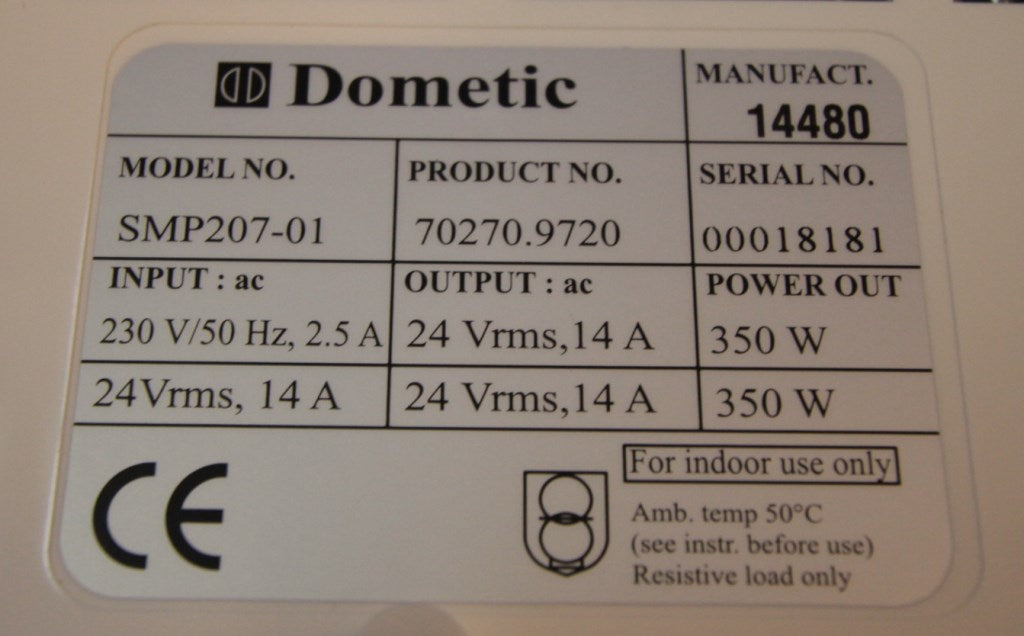 Dometic
MANUFACT.
14480
MODEL NO.
PRODUCT NO.
SERIAL NO.
SMP207-01
70270.9720
00018181
INPUT : ac
OUTPUT : ac
POWER OUT
230 V/50 Hz, 2.5 A
24 Vrms,14 A
350 W
24Vrms, 14 A
24 Vrms,14 A
350 W
CE
For indoor use only
Amb. temp 50°C
(see instr. before use)
Resistive load only